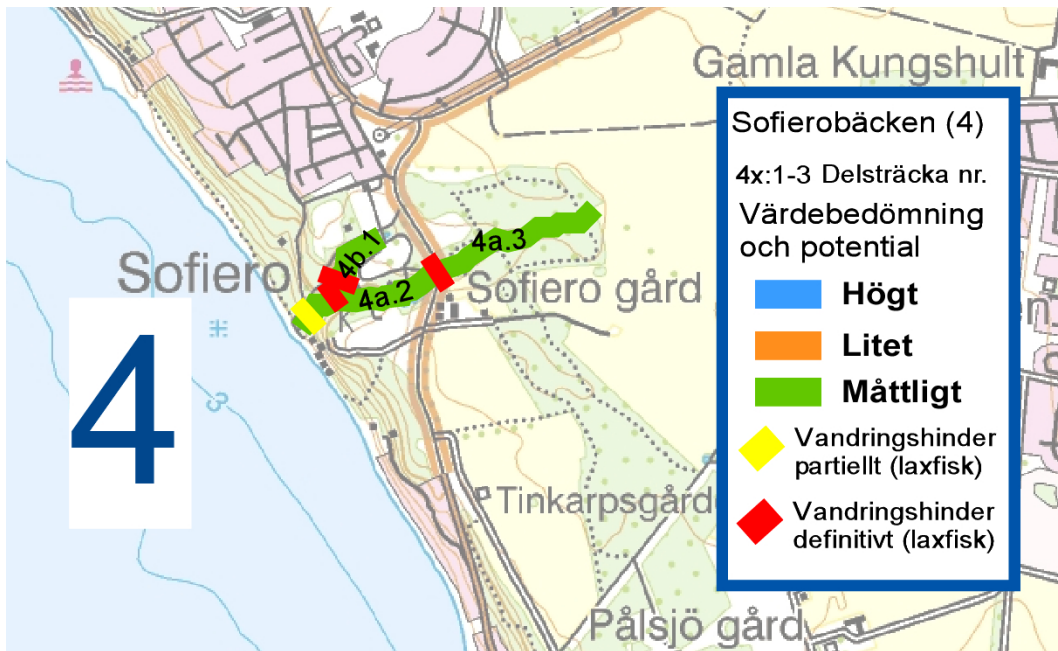 Gamla Kungshult
Sofierobäcken (4)
4x:1-3 Delsträcka nr.
Värdebedömning
och potential
Högt
Litet
Måttligt
Vandringshinder
partiellt (laxfisk)
Vandringshinder
definitivt (laxfisk)
4b.1
4a.3
4a.2
Sofiero
Sofiero gård
4
3
Tinkarpsgård
Pålsjö gård